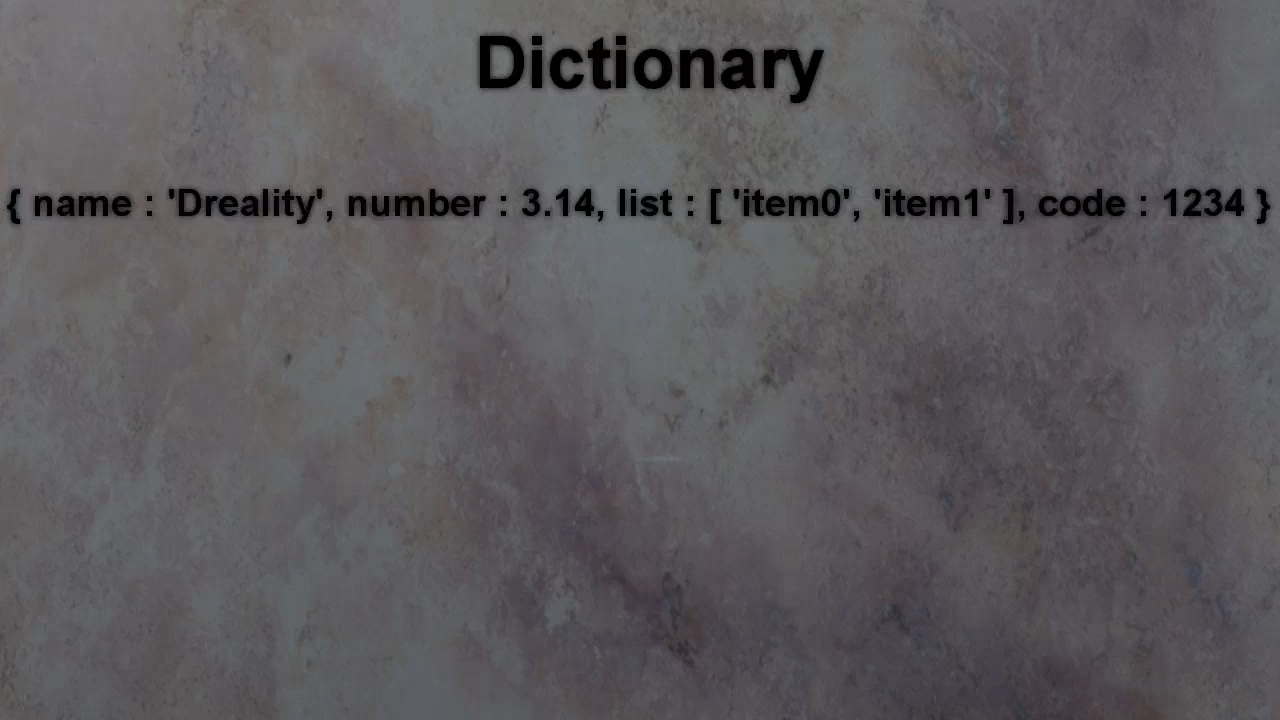 Dictionary
{ name : 'Dreality', number : 3.14, list : [ 'item0', 'item1' ], code : 1234 }